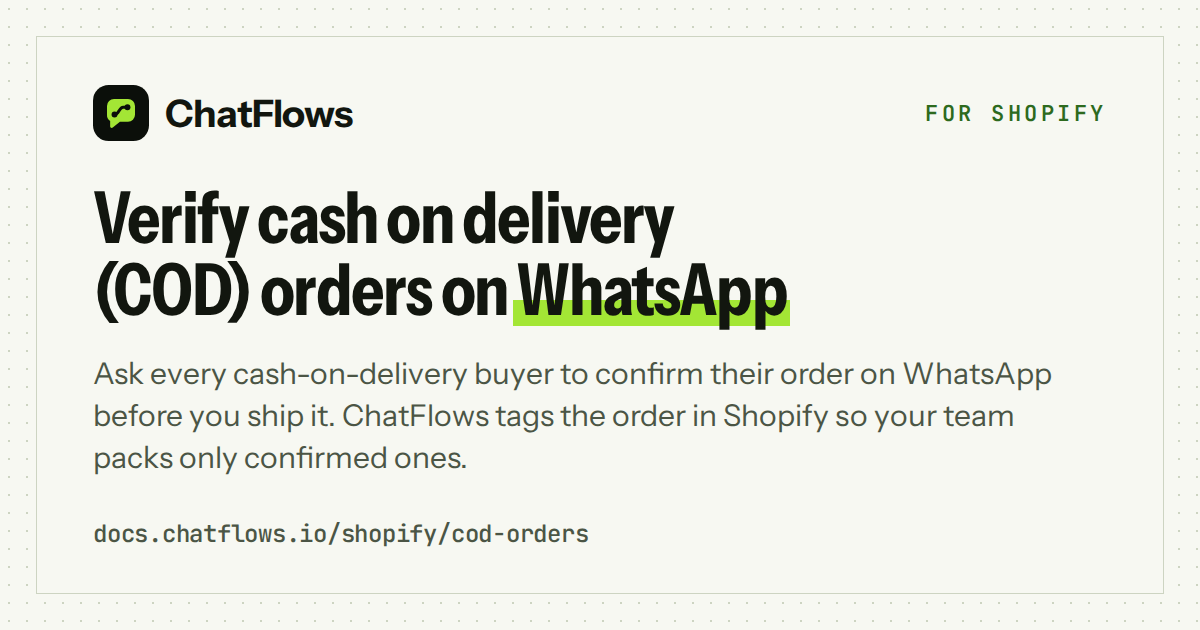 ChatFlows
FOR SHOPIFY
Verify cash on delivery
(COD) orders on WhatsApp
Ask every cash-on-delivery buyer to confirm their order on WhatsApp
before you ship it. ChatFlows tags the order in Shopify so your team
packs only confirmed ones.
docs.chatflows.io/shopify/cod-orders